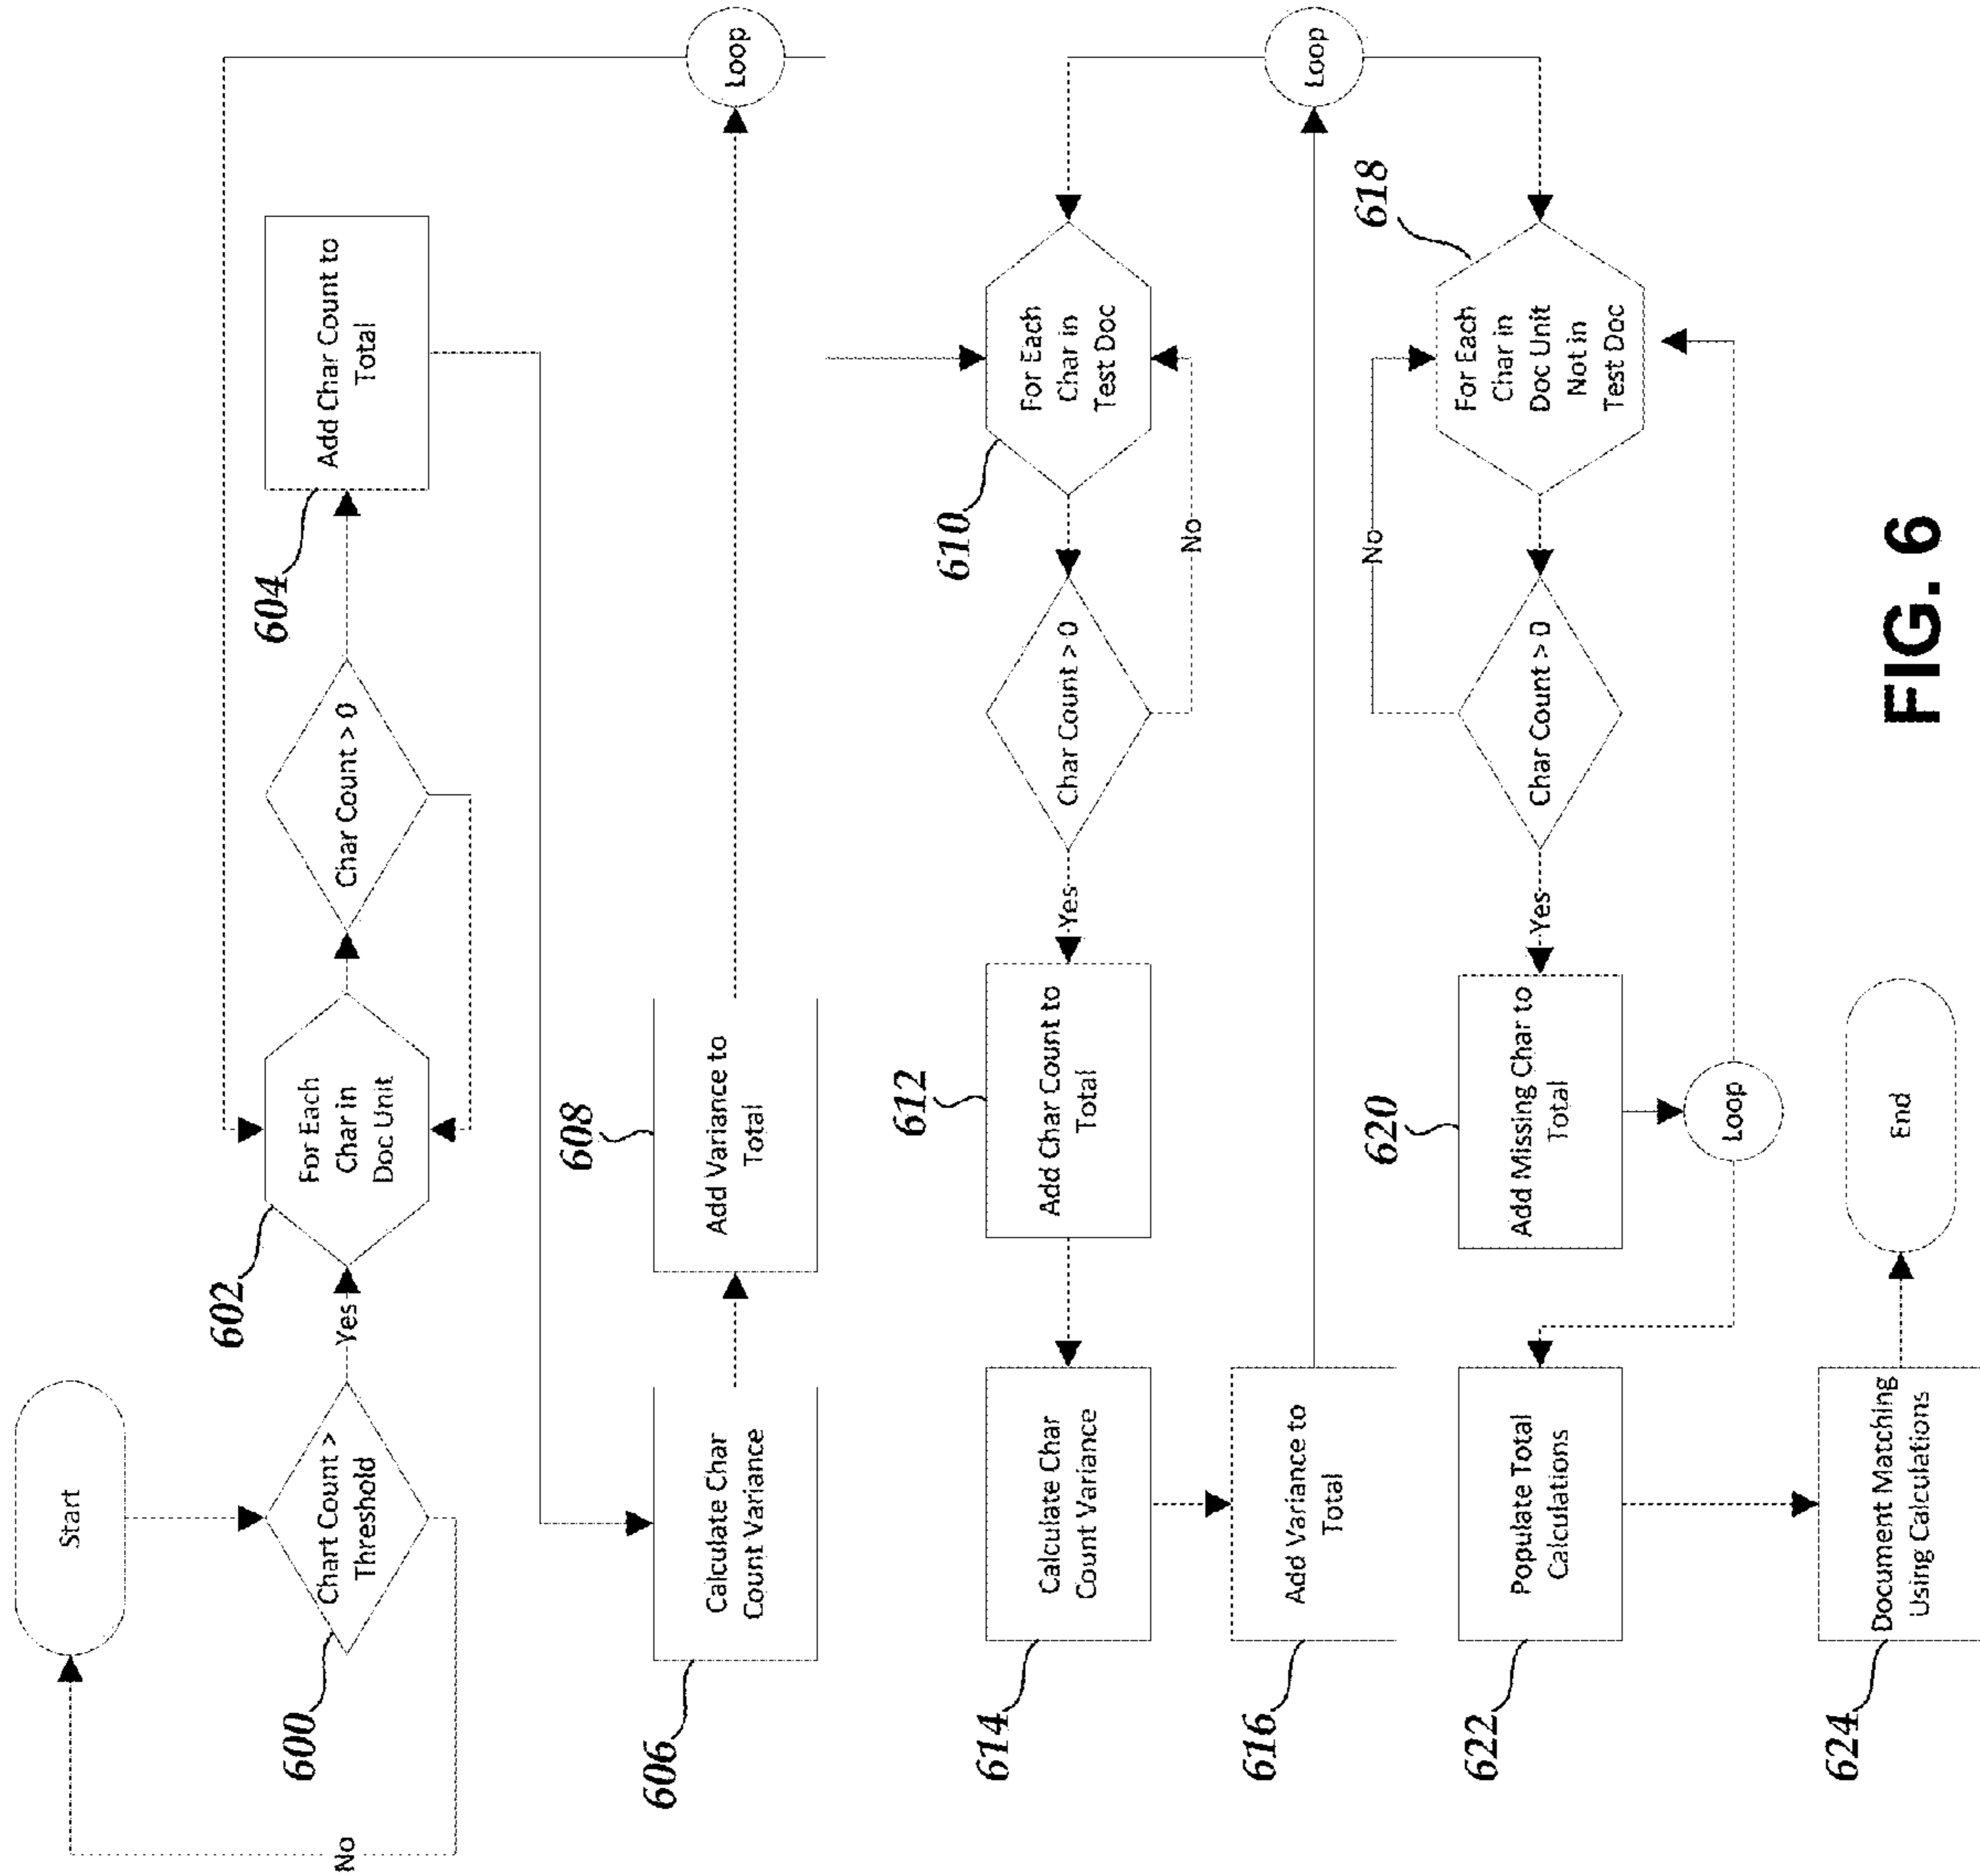 Start
600
Chart Count >
Threshold
No
Yes
602
For Each
Char in
Doc Unit
Char Count > 0
604
Add Char Count to
Total
606
Calculate Char
Count Variance
608
Add Variance to
Total
Loop
610
For Each
Char in
Test Doc
Char Count > 0
No
Yes
612
Add Char Count to
Total
614
Calculate Char
Count Variance
616
Add Variance to
Total
Loop
618
For Each
Char in
Doc Unit
Not in
Test Doc
Char Count > 0
No
Yes
620
Add Missing Char to
Total
Loop
622
Populate Total
Calculations
624
Document Matching
Using Calculations
End
FIG. 6